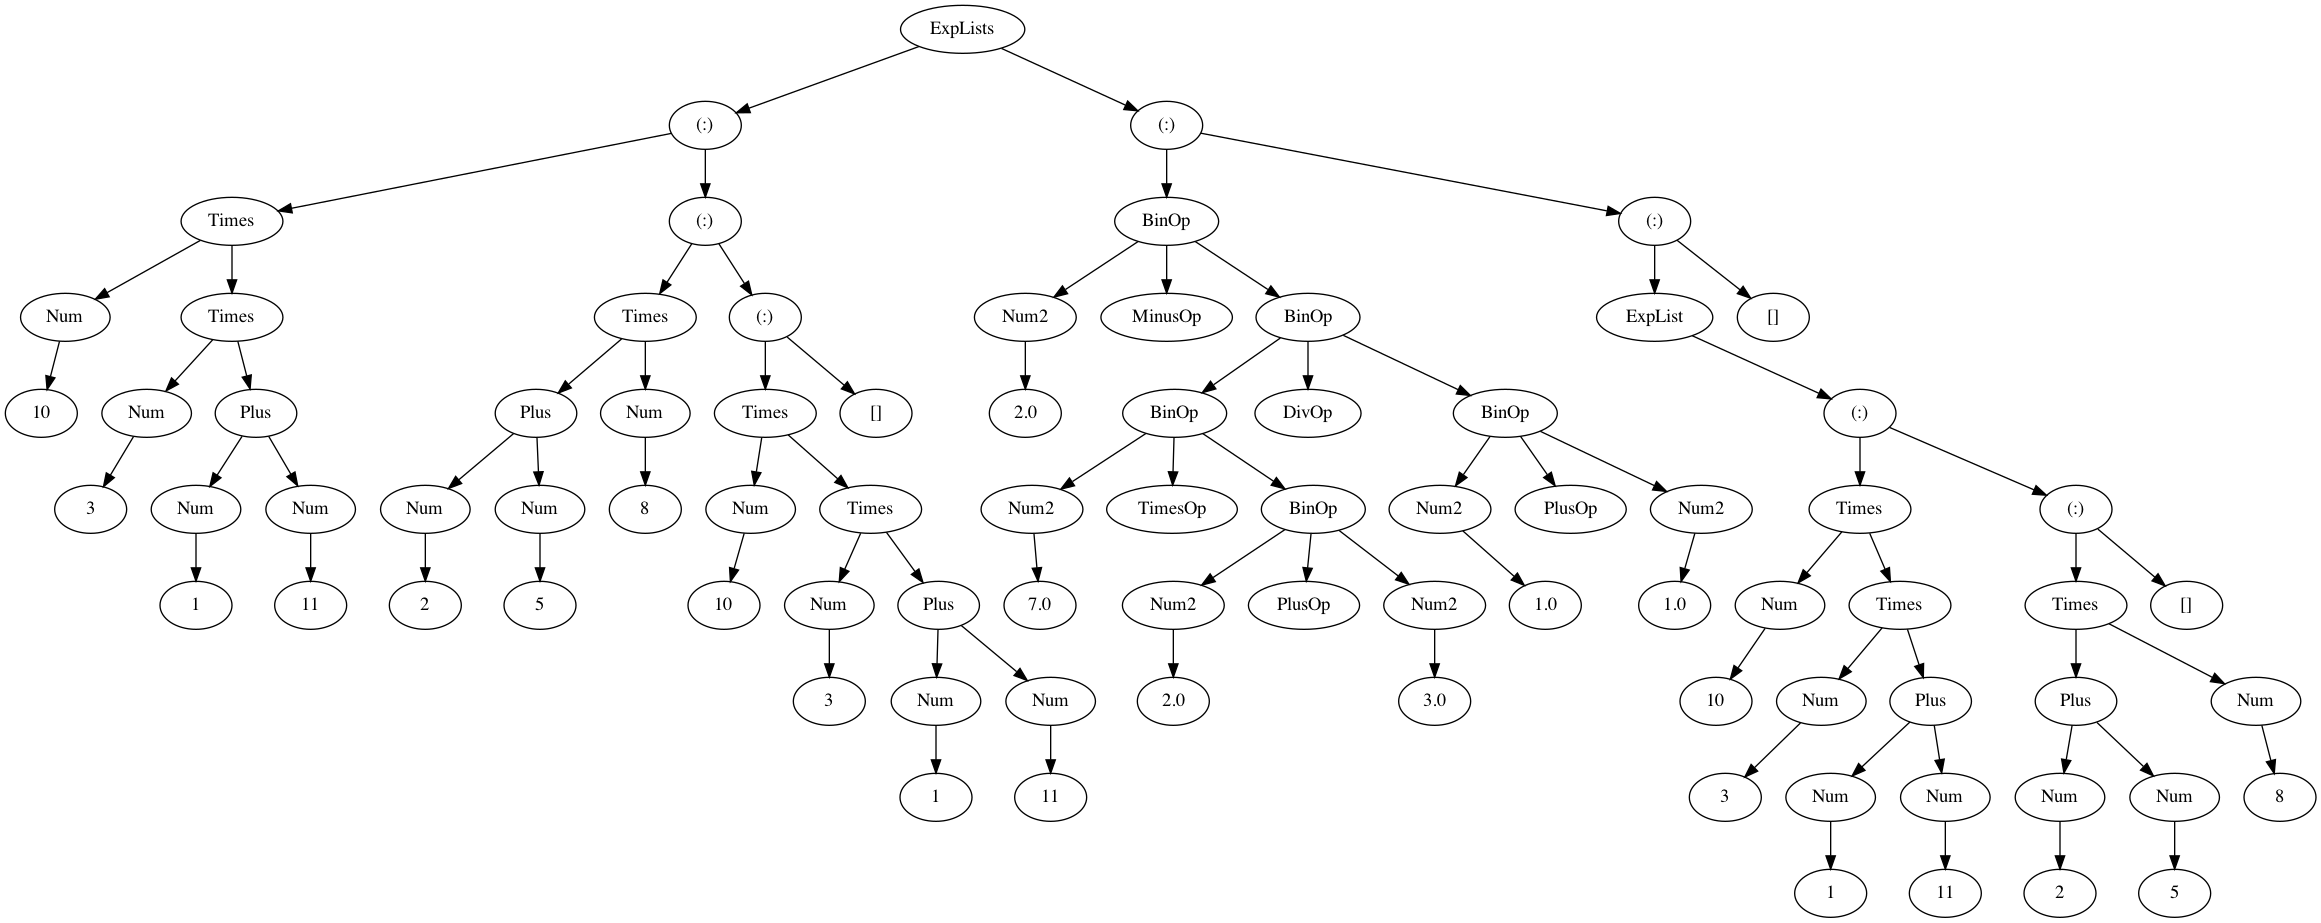 ExpLists
(:) (:)
Times (:) BinOp (:)
Num Times Times (:) Num2 MinusOp BinOp ExpList []
10 Num Plus Plus Num Times [] 2.0 BinOp DivOp BinOp (:)
3 Num Num Num Num 8 Num Times Num2 TimesOp BinOp Num2 PlusOp Num2 Times (:)
1 11 2 5 10 Num Plus 7.0 Num2 PlusOp Num2 1.0 1.0 Num Times Times []
3 Num Num 2.0 3.0 10 Num Plus Plus Num
1 11 3 Num Num Num Num 8
1 11 2 5